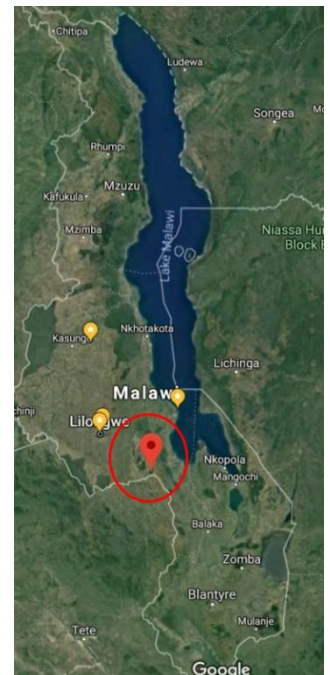 Chitipa
Ludewa
Songea
Rhumpi
Mzuzu
Kafukula
Mzimba
Lake Malawi
Niassa Hu
Block B
Kasungu
Nkhotakota
Lichinga
Malawi
chinji
Lilongwe
Nkopola
Mangochi
Balaka
Zomba
Blantyre
Tete
Mulanje
Google